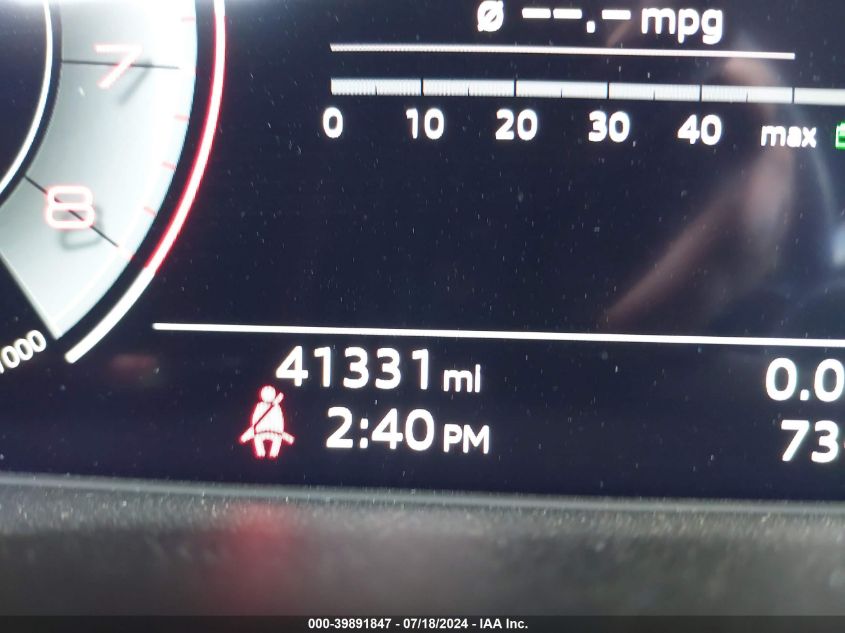 Ø --.- mpg
7
0 10 20 30 40 max
8
1000
41331 mi 0.0
2:40 PM 73
000-39891847 - 07/18/2024 - IAA Inc.